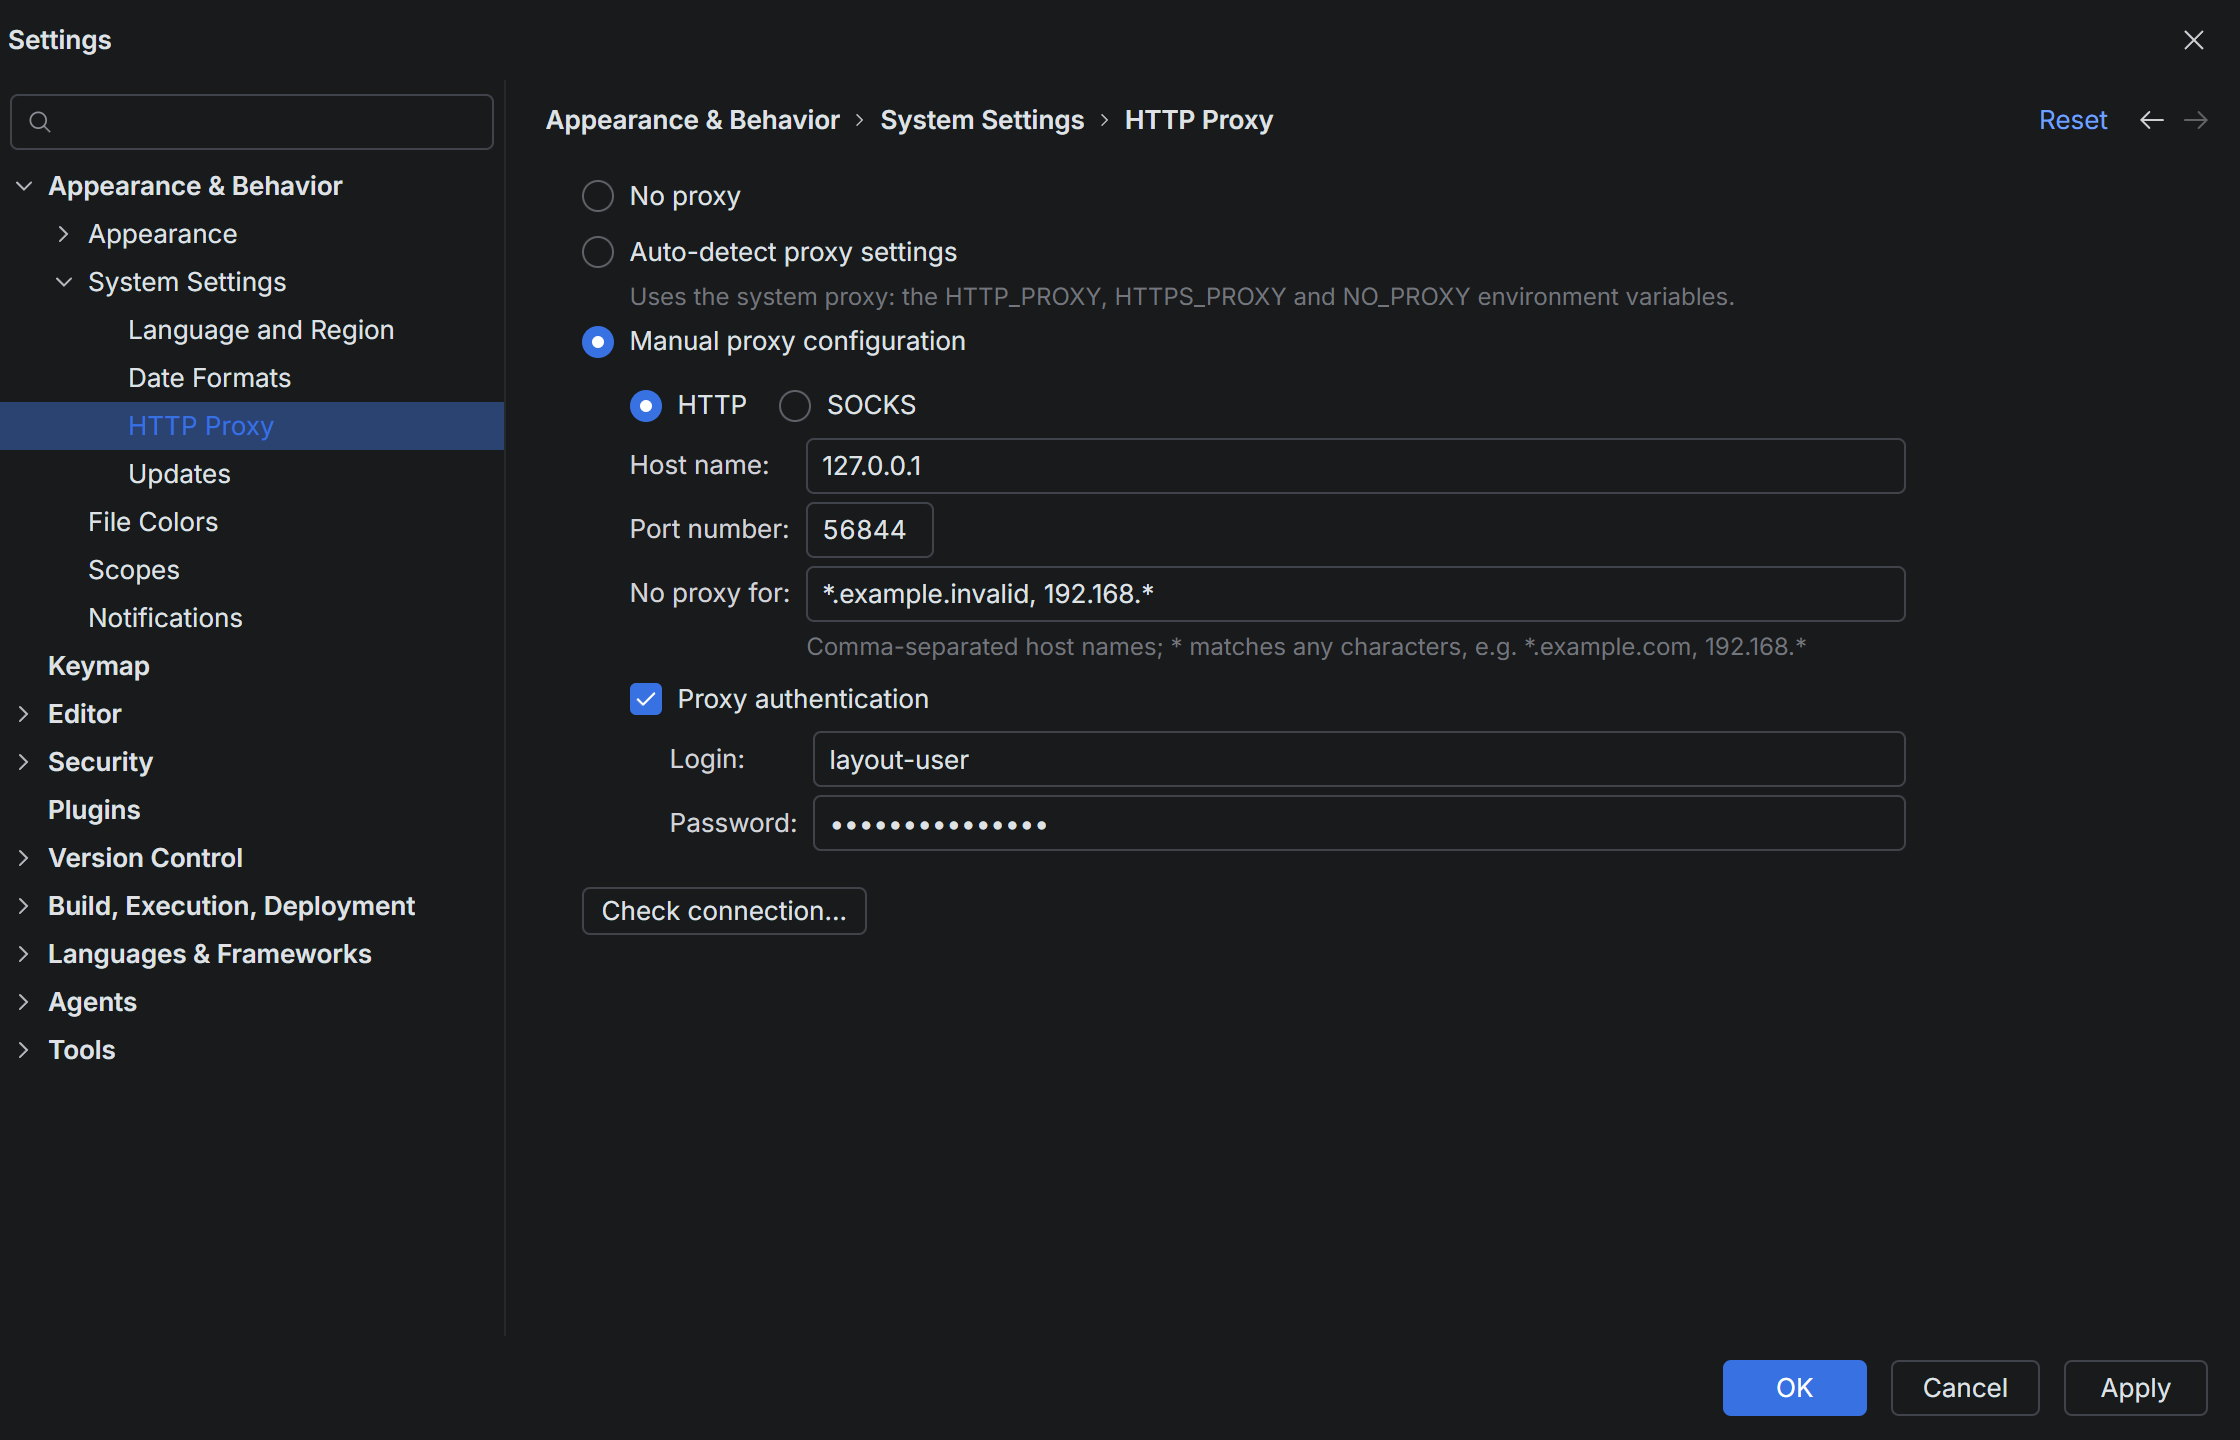 Settings
Appearance & Behavior
Appearance
System Settings
Language and Region
Date Formats
HTTP Proxy
Updates
File Colors
Scopes
Notifications
Keymap
Editor
Security
Plugins
Version Control
Build, Execution, Deployment
Languages & Frameworks
Agents
Tools
Appearance & Behavior › System Settings › HTTP Proxy
Reset
No proxy
Auto-detect proxy settings
Uses the system proxy: the HTTP_PROXY, HTTPS_PROXY and NO_PROXY environment variables.
Manual proxy configuration
HTTP SOCKS
Host name: 127.0.0.1
Port number: 56844
No proxy for: *.example.invalid, 192.168.*
Comma-separated host names; * matches any characters, e.g. *.example.com, 192.168.*
Proxy authentication
Login: layout-user
Password: •••••••••••••••
Check connection...
OK Cancel Apply